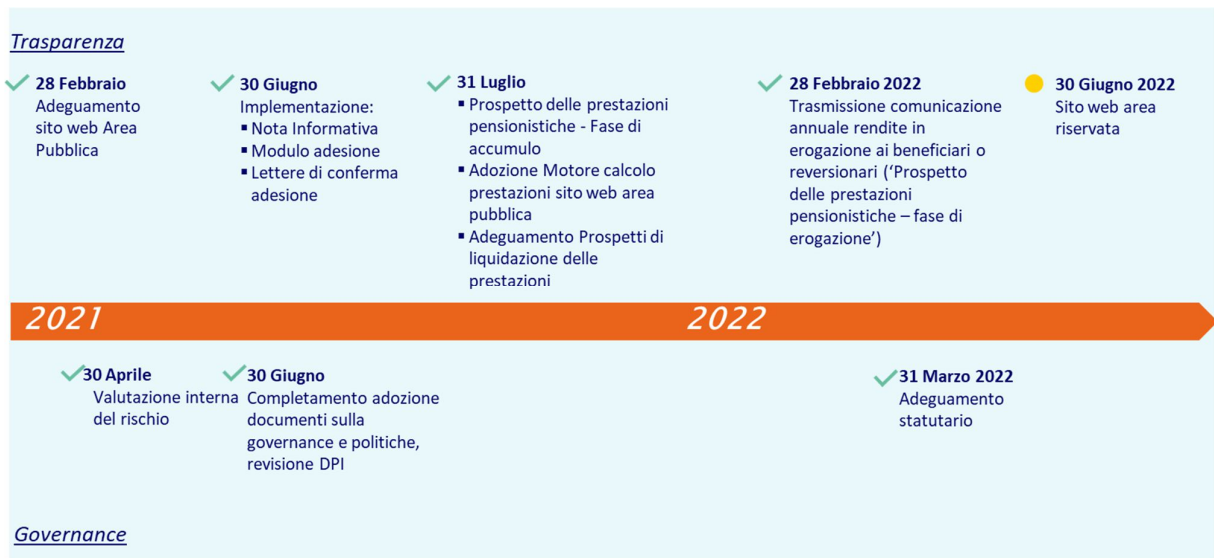 Trasparenza
28 Febbraio
Adeguamento
sito web Area
Pubblica
30 Giugno
Implementazione:
▪ Nota Informativa
▪ Modulo adesione
▪ Lettere di conferma
adesione
31 Luglio
▪ Prospetto delle prestazioni
pensionistiche - Fase di
accumulo
▪ Adozione Motore calcolo
prestazioni sito web area
pubblica
▪ Adeguamento Prospetti di
liquidazione delle
prestazioni
28 Febbraio 2022
Trasmissione comunicazione
annuale rendite in
erogazione ai beneficiari o
reversionari (‘Prospetto
delle prestazioni
pensionistiche – fase di
erogazione’)
30 Giugno 2022
Sito web area
riservata
2021
2022
30 Aprile
Valutazione interna
del rischio
30 Giugno
Completamento adozione
documenti sulla
governance e politiche,
revisione DPI
31 Marzo 2022
Adeguamento
statutario
Governance